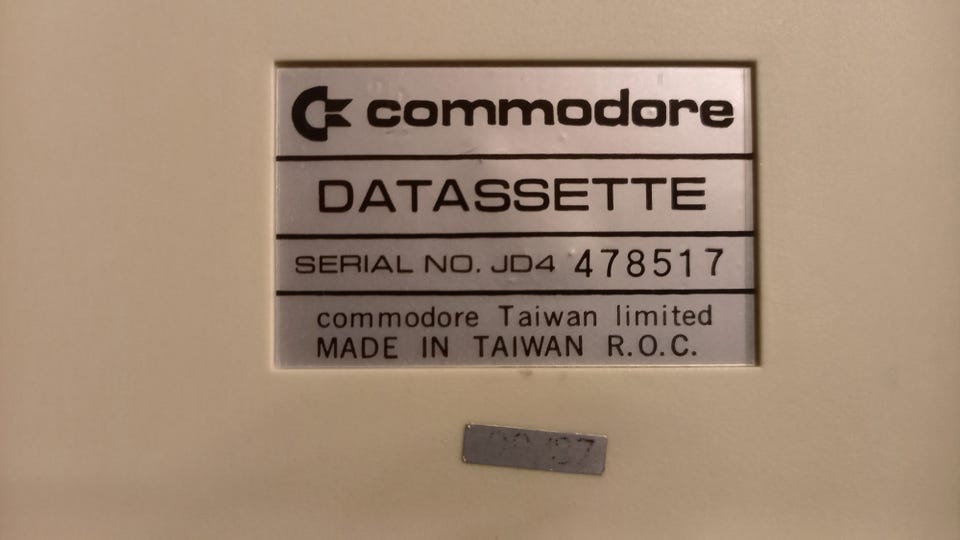 commodore
DATASSETTE
SERIAL NO. JD4 478517
commodore Taiwan limited
MADE IN TAIWAN R.O.C.